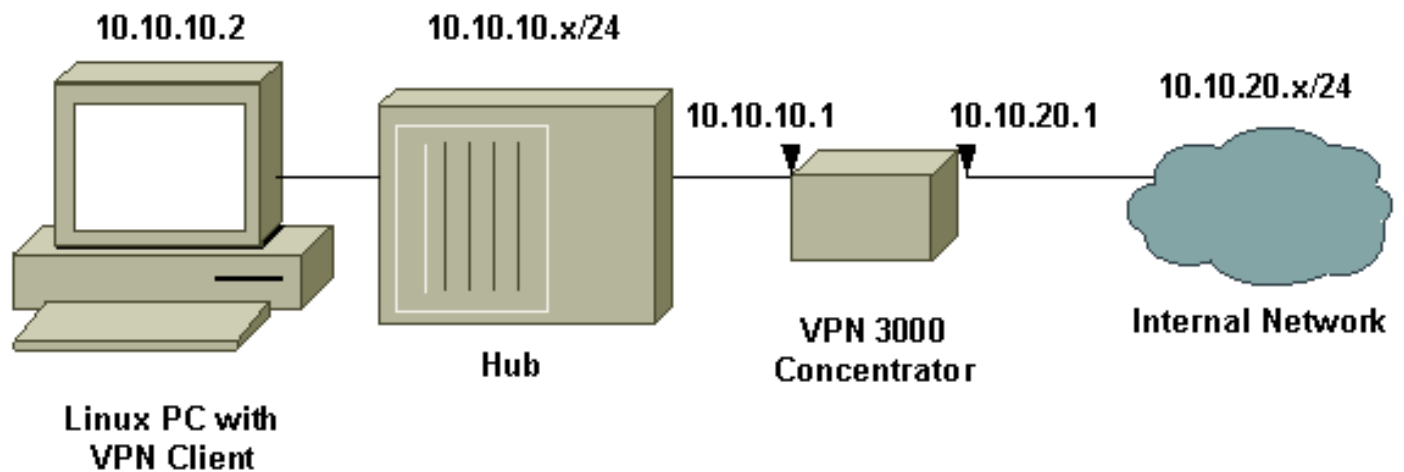 10.10.10.2
10.10.10.x/24
10.10.10.1
10.10.20.1
10.10.20.x/24
Linux PC with
VPN Client
Hub
VPN 3000
Concentrator
Internal Network